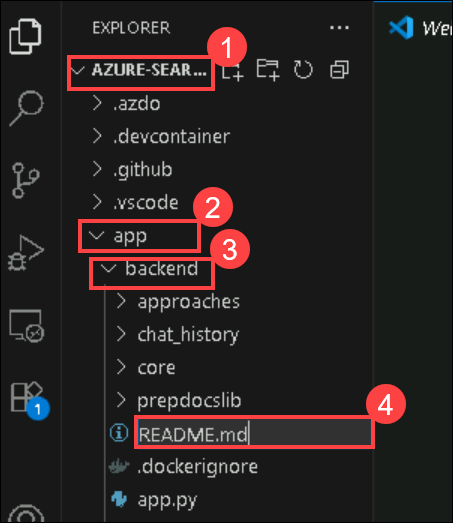 EXPLORER
We
1
AZURE-SEAR...
.azdo
.devcontainer
.github
.vscode
2
app
3
backend
approaches
chat_history
core
prepdocslib
4
README.md
1
.dockerignore
app.py